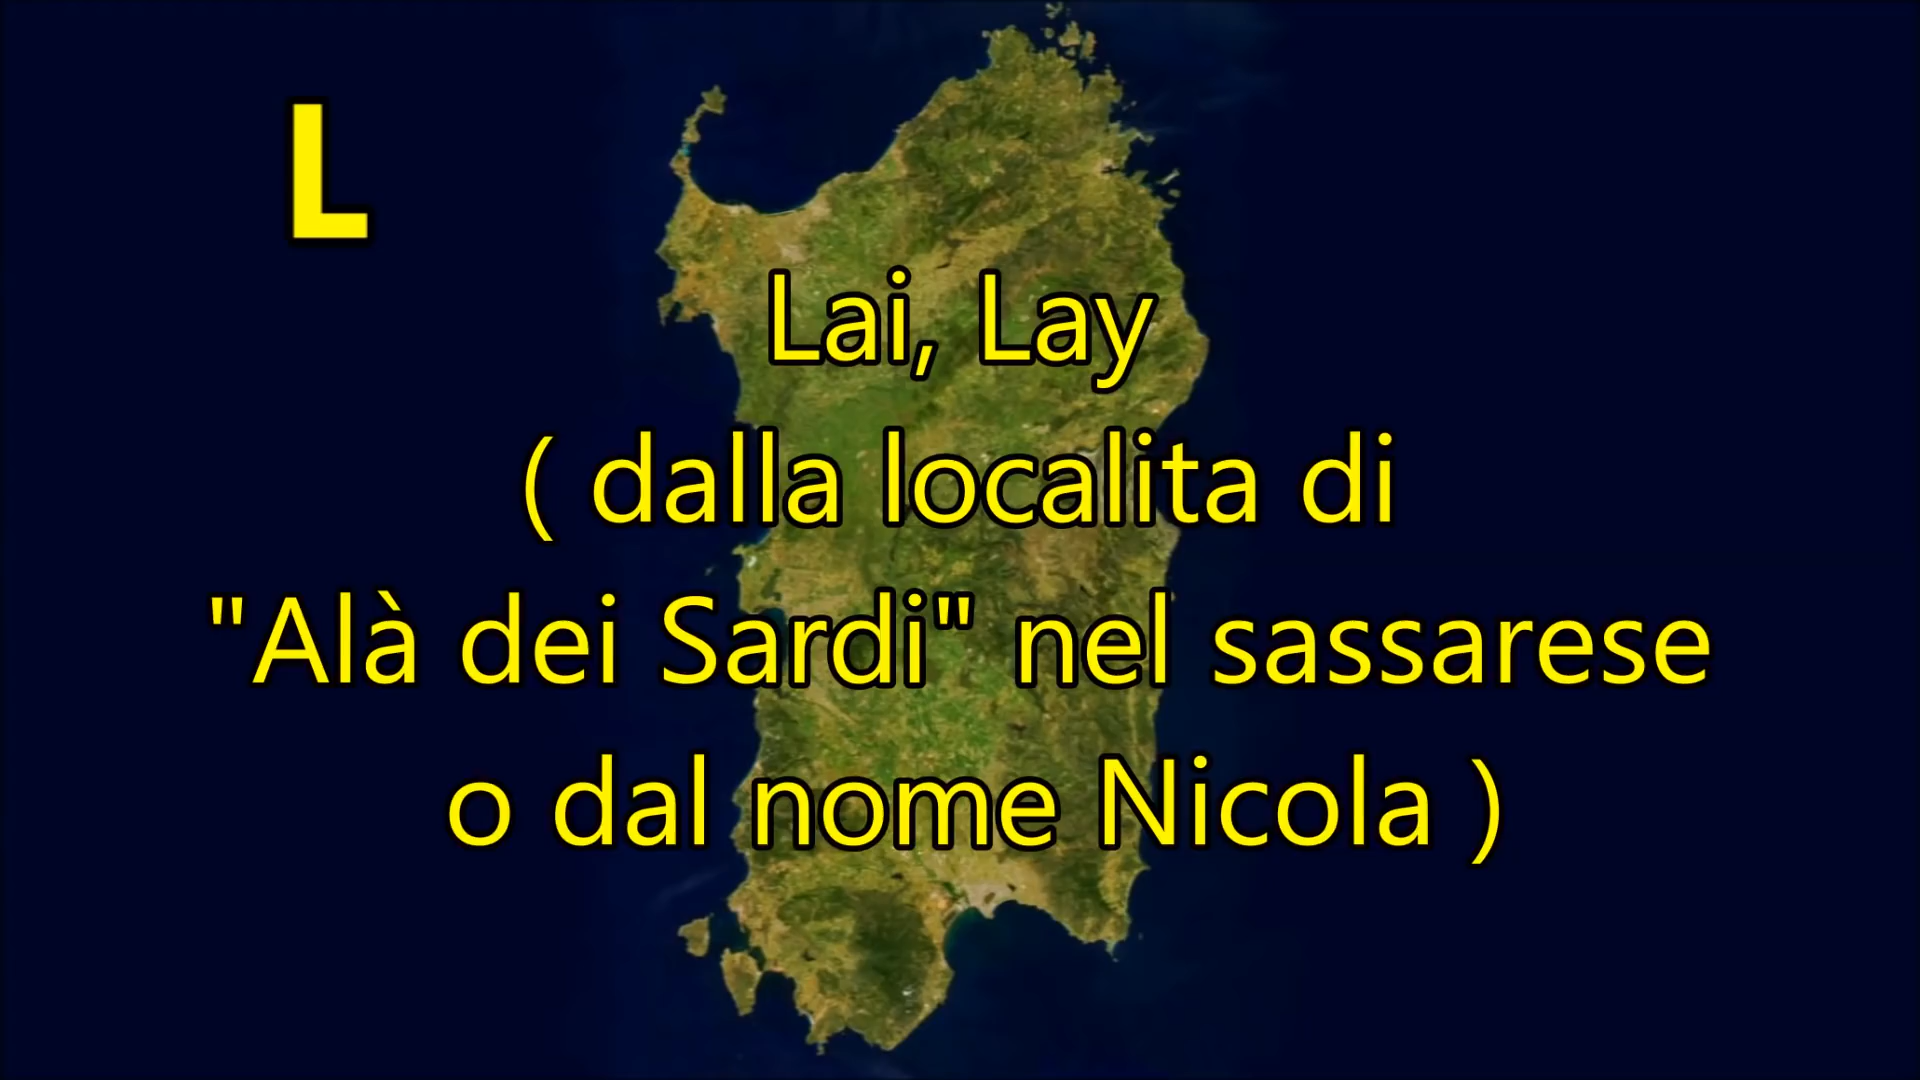 L
Lai, Lay
( dalla localita di
"Alà dei Sardi" nel sassarese
o dal nome Nicola )